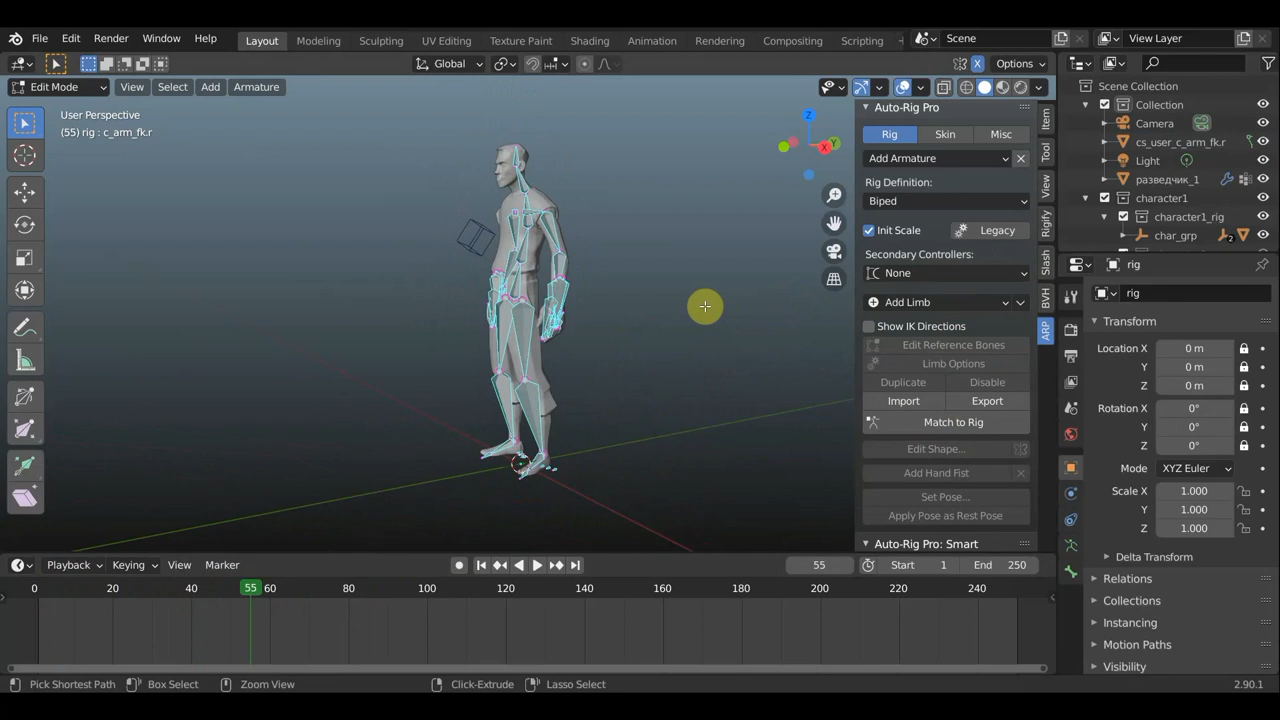 File Edit Render Window Help Layout Modeling Sculpting UV Editing Texture Paint Shading Animation Rendering Compositing Scripting Scene View Layer
Global Options
Edit Mode View Select Add Armature
User Perspective
(55) rig : c_arm_fk.r
Z
Y
X
Auto-Rig Pro
Rig Skin Misc
Add Armature
Rig Definition:
Biped
Init Scale Legacy
Secondary Controllers:
None
Add Limb
Show IK Directions
Edit Reference Bones
Limb Options
Duplicate Disable
Import Export
Match to Rig
Edit Shape...
Add Hand Fist
Set Pose...
Apply Pose as Rest Pose
Auto-Rig Pro: Smart
Item
Tool
View
Rigify
Slash
BVH
ARP
Scene Collection
Collection
Camera
cs_user_c_arm_fk.r
Light
разведчик_1
character1
character1_rig
char_grp 2
rig
rig
Transform
Location X 0 m
Y 0 m
Z 0 m
Rotation X 0°
Y 0°
Z 0°
Mode XYZ Euler
Scale X 1.000
Y 1.000
Z 1.000
Delta Transform
Relations
Collections
Instancing
Motion Paths
Visibility
Playback Keying View Marker 55 Start 1 End 250
0 20 40 55 60 80 100 120 140 160 180 200 220 240
Pick Shortest Path Box Select Zoom View Click-Extrude Lasso Select 2.90.1